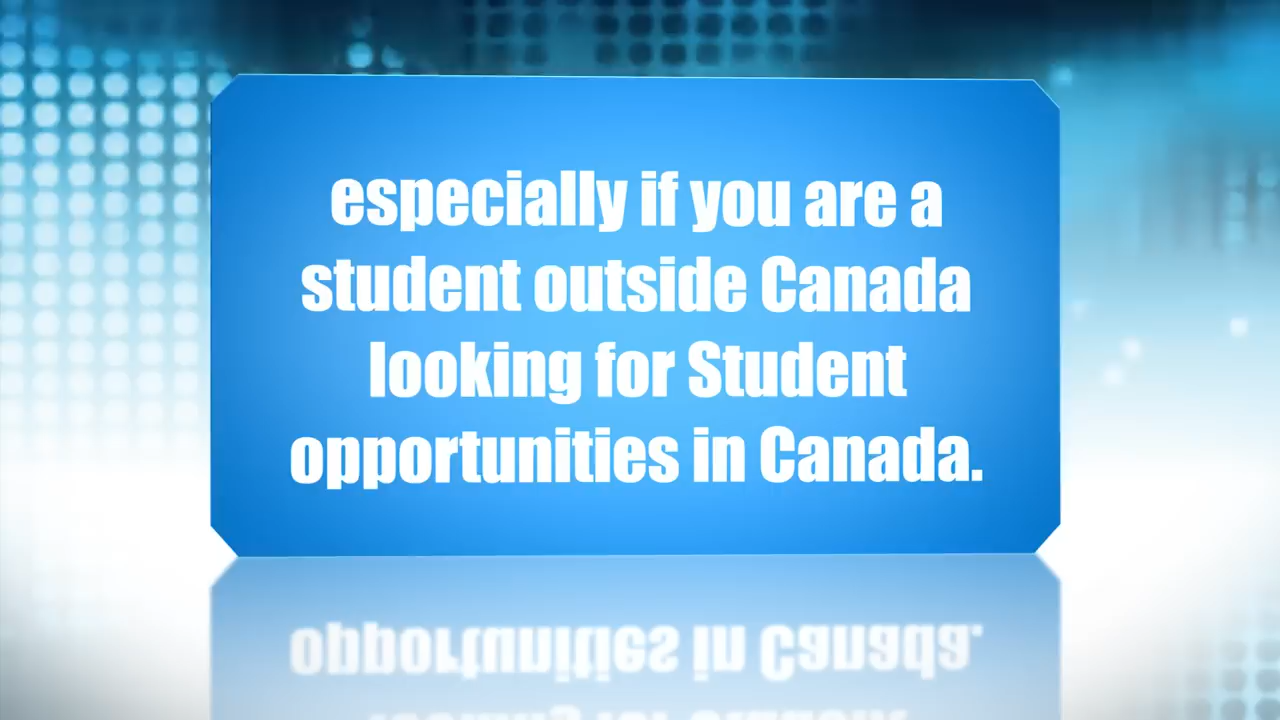 especially if you are a
student outside Canada
looking for Student
opportunities in Canada.